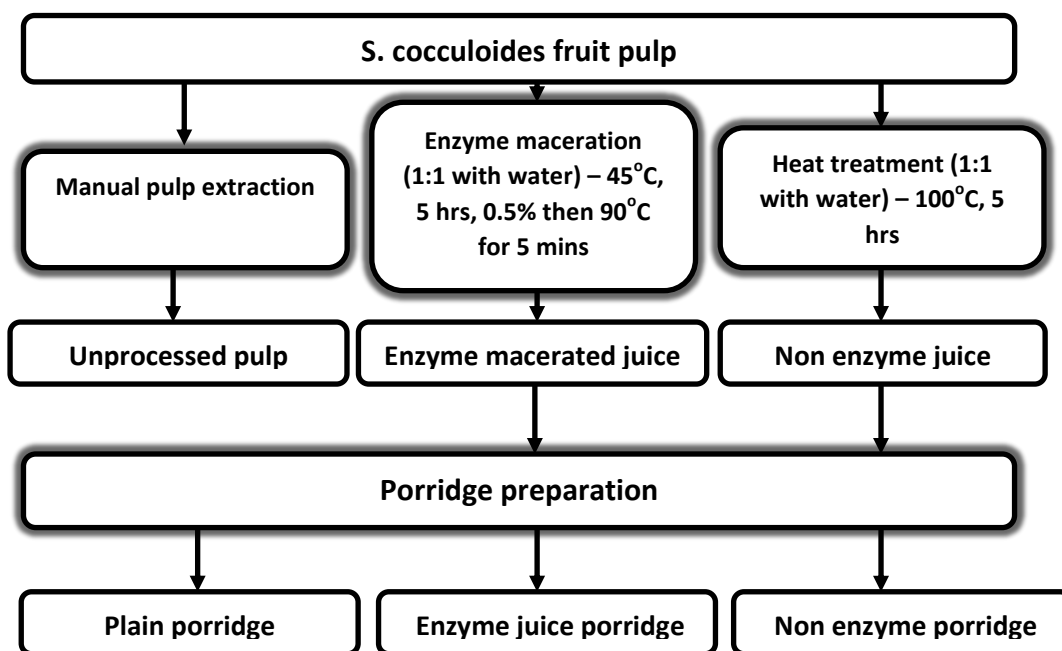 S. cocculoides fruit pulp
Manual pulp extraction
Enzyme maceration
(1:1 with water) – 45°C,
5 hrs, 0.5% then 90°C
for 5 mins
Heat treatment (1:1
with water) – 100°C, 5
hrs
Unprocessed pulp
Enzyme macerated juice
Non enzyme juice
Porridge preparation
Plain porridge
Enzyme juice porridge
Non enzyme porridge